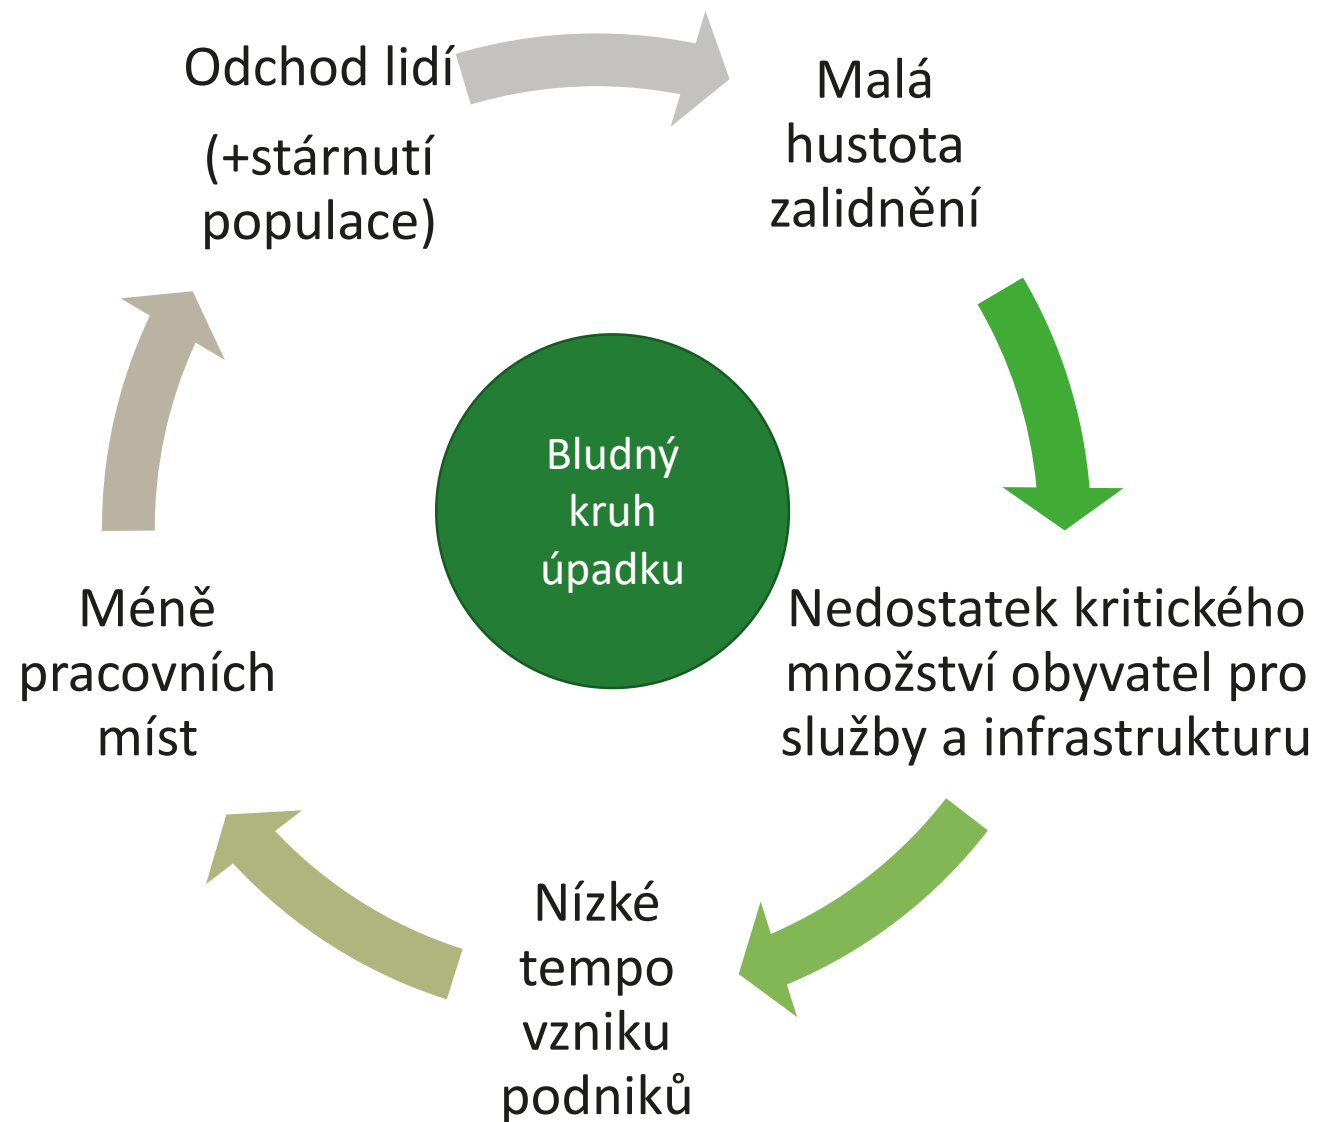 Odchod lidí
(+stárnutí
populace)
Malá
hustota
zalidnění
Nedostatek kritického
množství obyvatel pro
služby a infrastrukturu
Nízké
tempo
vzniku
podniků
Méně
pracovních
míst
Bludný
kruh
úpadku